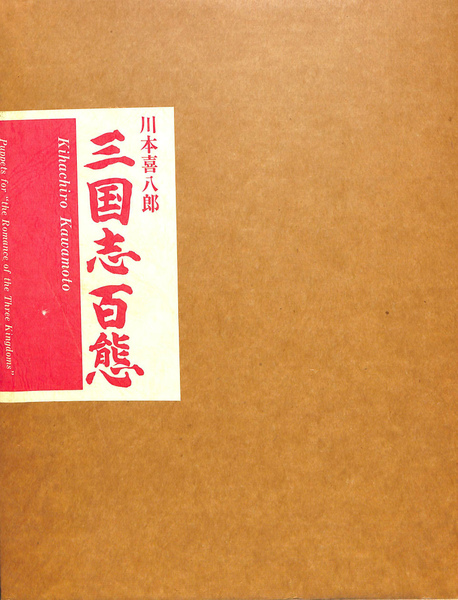 川本喜八郎
三国志百態
Kihachiro Kawamoto
Puppets for "the Romance of the Three Kingdoms"